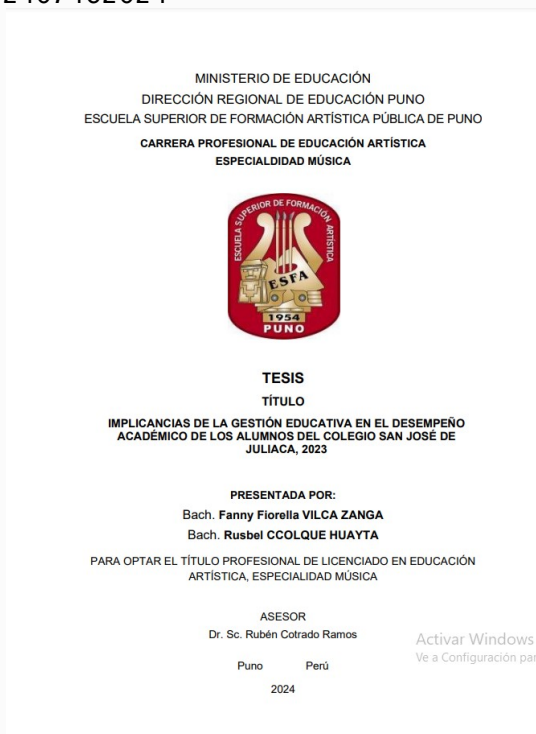 MINISTERIO DE EDUCACIÓN
DIRECCIÓN REGIONAL DE EDUCACIÓN PUNO
ESCUELA SUPERIOR DE FORMACIÓN ARTÍSTICA PÚBLICA DE PUNO
CARRERA PROFESIONAL DE EDUCACIÓN ARTÍSTICA
ESPECIALDIDAD MÚSICA
ESCUELA SUPERIOR DE FORMACIÓN ARTÍSTICA
ESFA
1954
PUNO
TESIS
TÍTULO
IMPLICANCIAS DE LA GESTIÓN EDUCATIVA EN EL DESEMPEÑO
ACADÉMICO DE LOS ALUMNOS DEL COLEGIO SAN JOSÉ DE
JULIACA, 2023
PRESENTADA POR:
Bach. Fanny Fiorella VILCA ZANGA
Bach. Rusbel CCOLQUE HUAYTA
PARA OPTAR EL TÍTULO PROFESIONAL DE LICENCIADO EN EDUCACIÓN
ARTÍSTICA, ESPECIALIDAD MÚSICA
ASESOR
Dr. Sc. Rubén Cotrado Ramos
Activar Windows
Ve a Configuración par
Puno Perú
2024